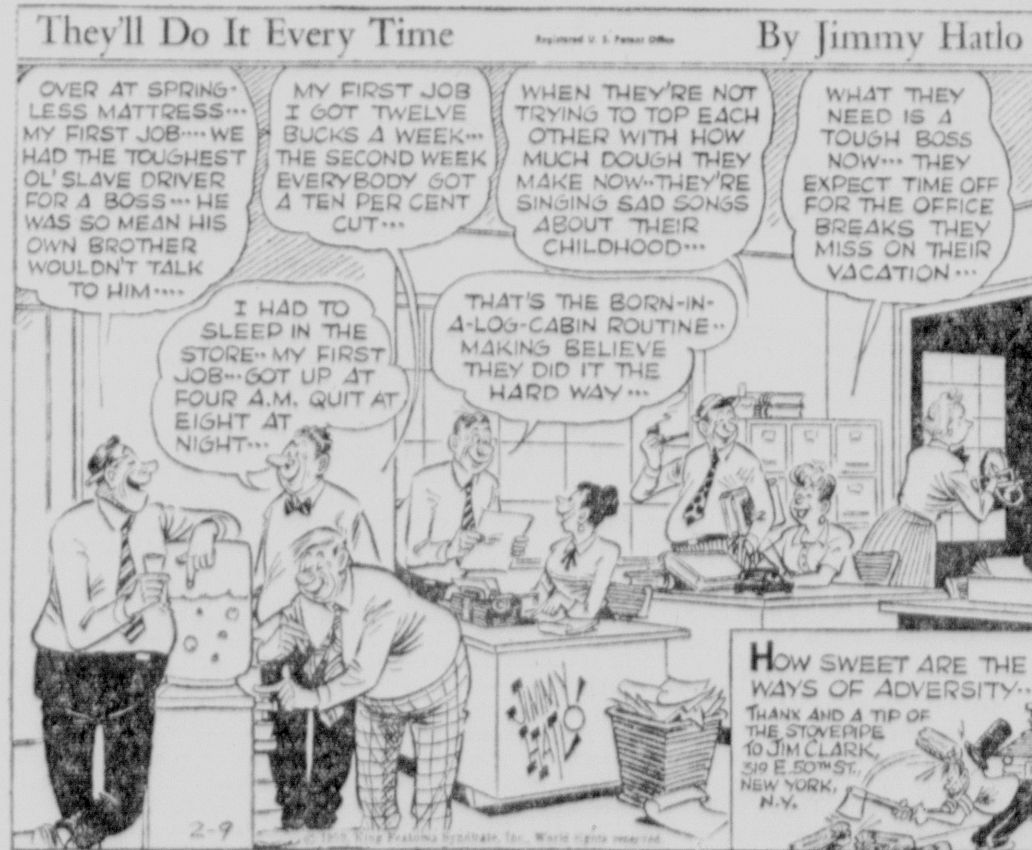 They'll Do It Every Time
Registered U. S. Patent Office
By Jimmy Hatlo
OVER AT SPRING-
LESS MATTRESS...
MY FIRST JOB.... WE
HAD THE TOUGHEST
OL' SLAVE DRIVER
FOR A BOSS... HE
WAS SO MEAN HIS
OWN BROTHER
WOULDN'T TALK
TO HIM....
MY FIRST JOB
I GOT TWELVE
BUCKS A WEEK...
THE SECOND WEEK
EVERYBODY GOT
A TEN PER CENT
CUT...
WHEN THEY'RE NOT
TRYING TO TOP EACH
OTHER WITH HOW
MUCH DOUGH THEY
MAKE NOW..THEY'RE
SINGING SAD SONGS
ABOUT THEIR
CHILDHOOD...
WHAT THEY
NEED IS A
TOUGH BOSS
NOW... THEY
EXPECT TIME OFF
FOR THE OFFICE
BREAKS THEY
MISS ON THEIR
VACATION...
I HAD TO
SLEEP IN THE
STORE.. MY FIRST
JOB...GOT UP AT
FOUR A.M. QUIT AT
EIGHT AT
NIGHT...
THAT'S THE BORN-IN-
A-LOG-CABIN ROUTINE..
MAKING BELIEVE
THEY DID IT THE
HARD WAY...
JIMMY
HATLO
HOW SWEET ARE THE
WAYS OF ADVERSITY..
THANX AND A TIP OF
THE STOVEPIPE
TO JIM CLARK,
319 E. 50TH ST.,
NEW YORK,
N.Y.
2-9
© King Features Syndicate, Inc., World rights reserved.